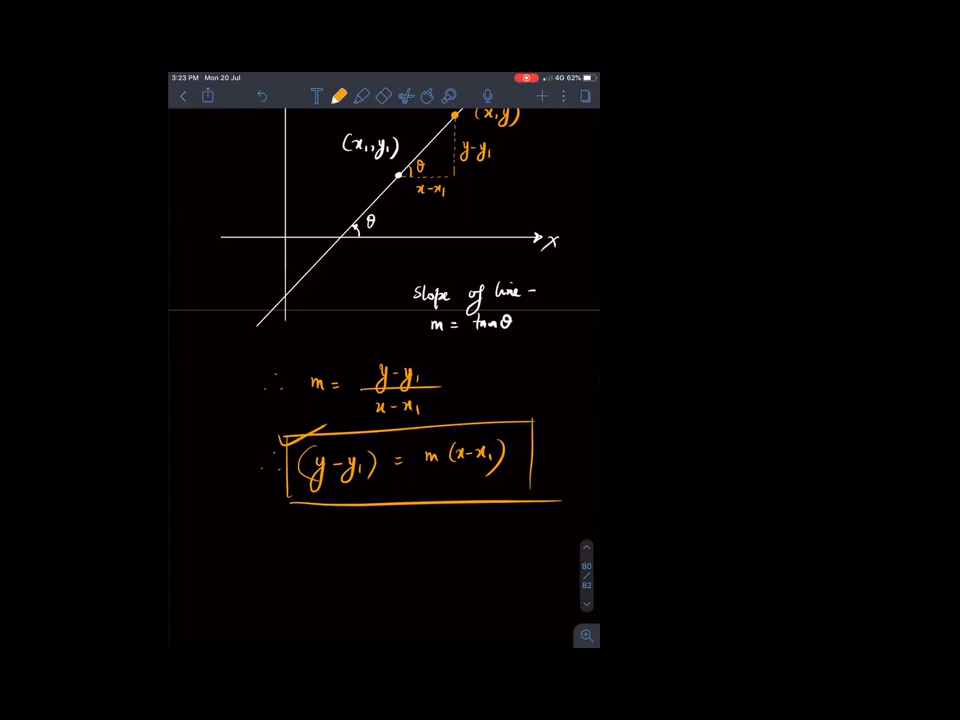 3:23 PM Mon 20 Jul 4G 62%
T
(x, y)
(x₁, y₁)
y-y₁
θ
x-x₁
θ
x
Slope of line -
m = tanθ
∴ m = y-y₁
x-x₁
∴ (y-y₁) = m (x-x₁)
80
/
82